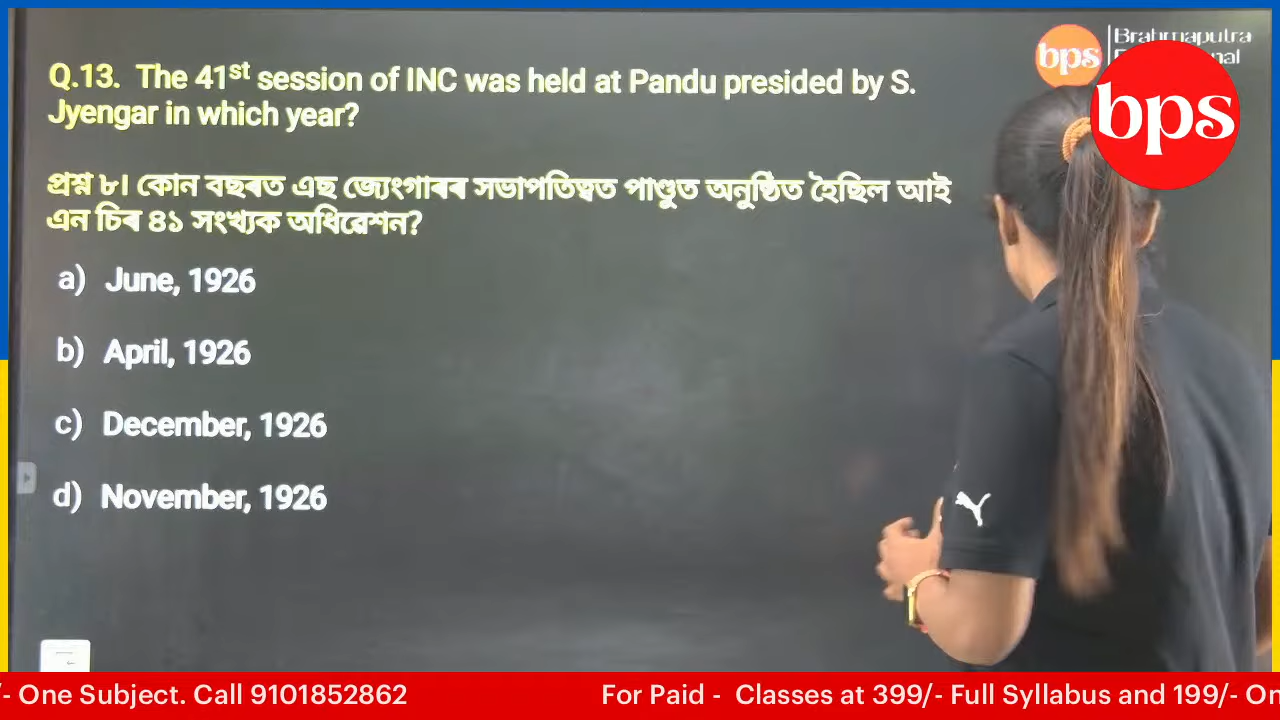 bps
Brahmaputra
bps
Q.13. The 41st session of INC was held at Pandu presided by S.
Jyengar in which year?
প্ৰশ্ন ৮। কোন বছৰত এছ জ্যেংগাৰৰ সভাপতিত্বত পাণ্ডুত অনুষ্ঠিত হৈছিল আই
এন চিৰ ৪১ সংখ্যক অধিৱেশন?
a) June, 1926
b) April, 1926
c) December, 1926
d) November, 1926
/- One Subject. Call 9101852862 For Paid - Classes at 399/- Full Syllabus and 199/- On